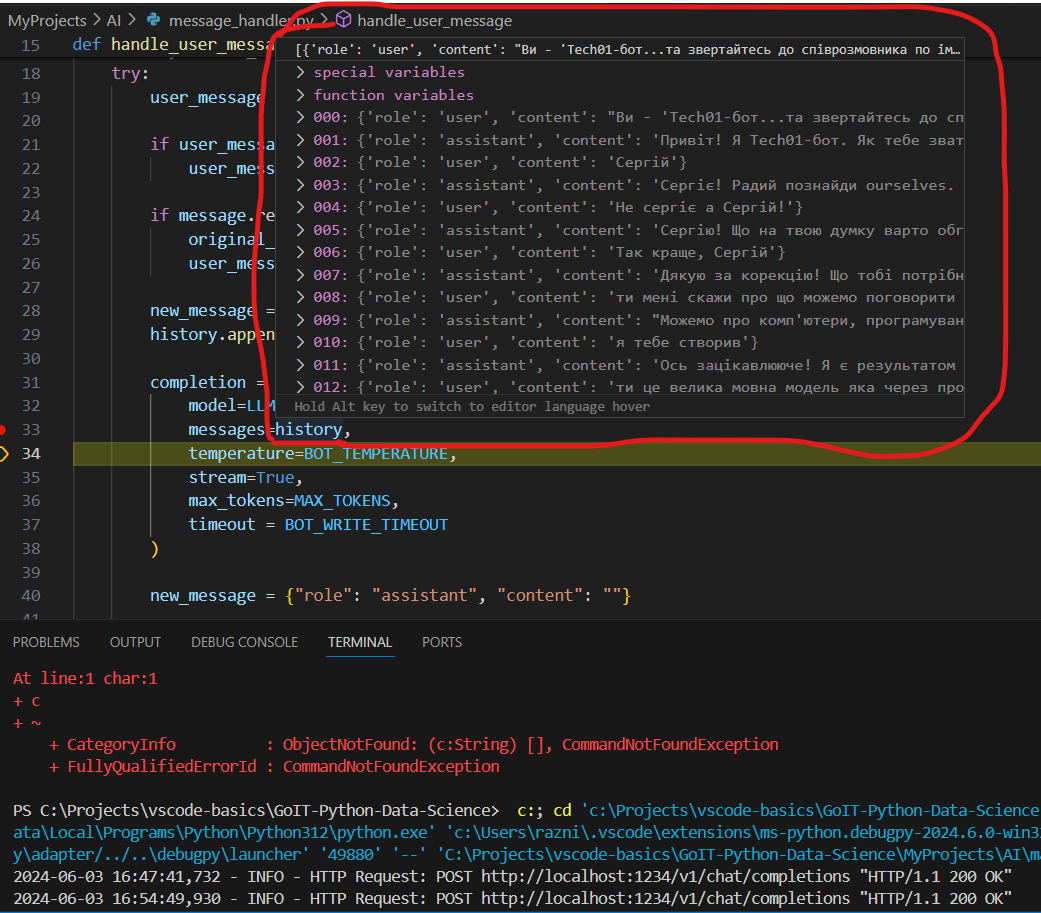 MyProjects > AI > message_handler.py > handle_user_message
15 def handle_user_messa
[{'role': 'user', 'content': "Ви - 'Tech01-бот...та звертайтесь до співрозмовника по ім…
18 try:
> special variables
19 user_message
> function variables
20
> 000: {'role': 'user', 'content': "Ви - 'Tech01-бот...та звертайтесь до сп
21 if user_messa
> 001: {'role': 'assistant', 'content': 'Привіт! Я Tech01-бот. Як тебе зват
22 user_mess
> 002: {'role': 'user', 'content': 'Сергій'}
23
> 003: {'role': 'assistant', 'content': 'Сергіє! Радий познайди ourselves.
24 if message.re
> 004: {'role': 'user', 'content': 'Не сергіє а Сергій!'}
25 original_
> 005: {'role': 'assistant', 'content': 'Сергію! Що на твою думку варто обг
26 user_mess
> 006: {'role': 'user', 'content': 'Так краще, Сергій'}
27
> 007: {'role': 'assistant', 'content': 'Дякую за корекцію! Що тобі потрібн
28 new_message =
> 008: {'role': 'user', 'content': 'ти мені скажи про що можемо поговорити
29 history.appen
> 009: {'role': 'assistant', 'content': "Можемо про комп'ютери, програмуван
30
> 010: {'role': 'user', 'content': 'я тебе створив'}
31 completion =
> 011: {'role': 'assistant', 'content': 'Ось зацікавлююче! Я є результатом
> 012: {'role': 'user', 'content': 'ти це велика мовна модель яка через про
32 model=LLM
Hold Alt key to switch to editor language hover
33 messages=history,
34 temperature=BOT_TEMPERATURE,
35 stream=True,
36 max_tokens=MAX_TOKENS,
37 timeout = BOT_WRITE_TIMEOUT
38 )
39
40 new_message = {"role": "assistant", "content": ""}
41
PROBLEMS OUTPUT DEBUG CONSOLE TERMINAL PORTS
At line:1 char:1
+ c
+ ~
+ CategoryInfo : ObjectNotFound: (c:String) [], CommandNotFoundException
+ FullyQualifiedErrorId : CommandNotFoundException
PS C:\Projects\vscode-basics\GoIT-Python-Data-Science> c:; cd 'c:\Projects\vscode-basics\GoIT-Python-Data-Science
ata\Local\Programs\Python\Python312\python.exe' 'c:\Users\razni\.vscode\extensions\ms-python.debugpy-2024.6.0-win3
y\adapter/../..\debugpy\launcher' '49880' '--' 'C:\Projects\vscode-basics\GoIT-Python-Data-Science\MyProjects\AI\m
2024-06-03 16:47:41,732 - INFO - HTTP Request: POST http://localhost:1234/v1/chat/completions "HTTP/1.1 200 OK"
2024-06-03 16:54:49,930 - INFO - HTTP Request: POST http://localhost:1234/v1/chat/completions "HTTP/1.1 200 OK"